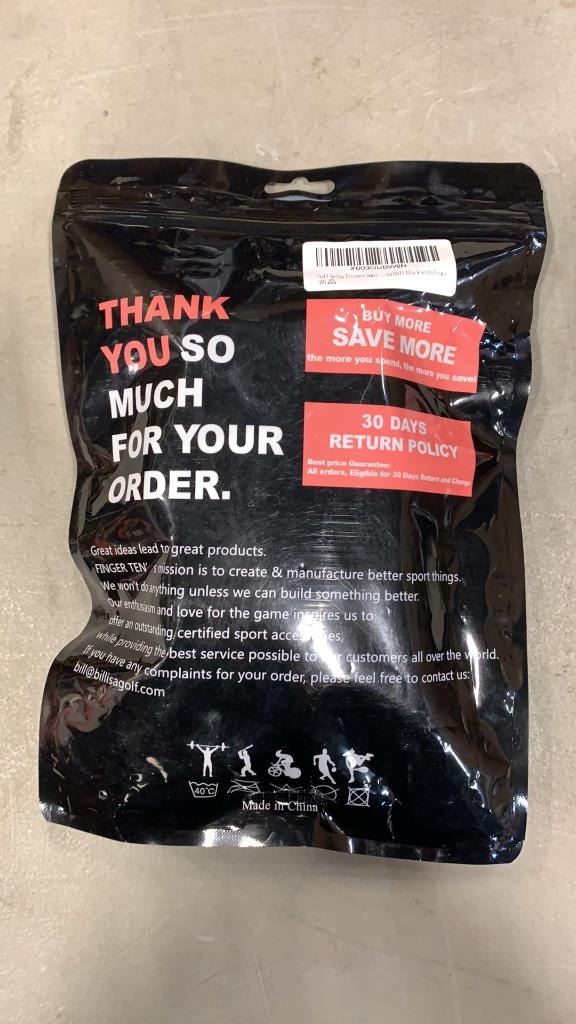 X003OUBW6N
THANK
YOU SO
MUCH
FOR YOUR
ORDER.
BUY MORE
SAVE MORE
the more you spend, the more you save!
30 DAYS
RETURN POLICY
Best price Guarantee:
All orders, Eligible for 30 Days Return and Change
Great ideas lead to great products.
FINGER TEN' s mission is to create & manufacture better sport things.
We won't do anything unless we can build something better.
Our enthusiasm and love for the game inspires us to
offer an outstanding certified sport
while providing the best service possible to customers all over the world.
If you have any complaints for your order, please feel free to contact us:
bill@billisagolf.com
40°C
Made in China